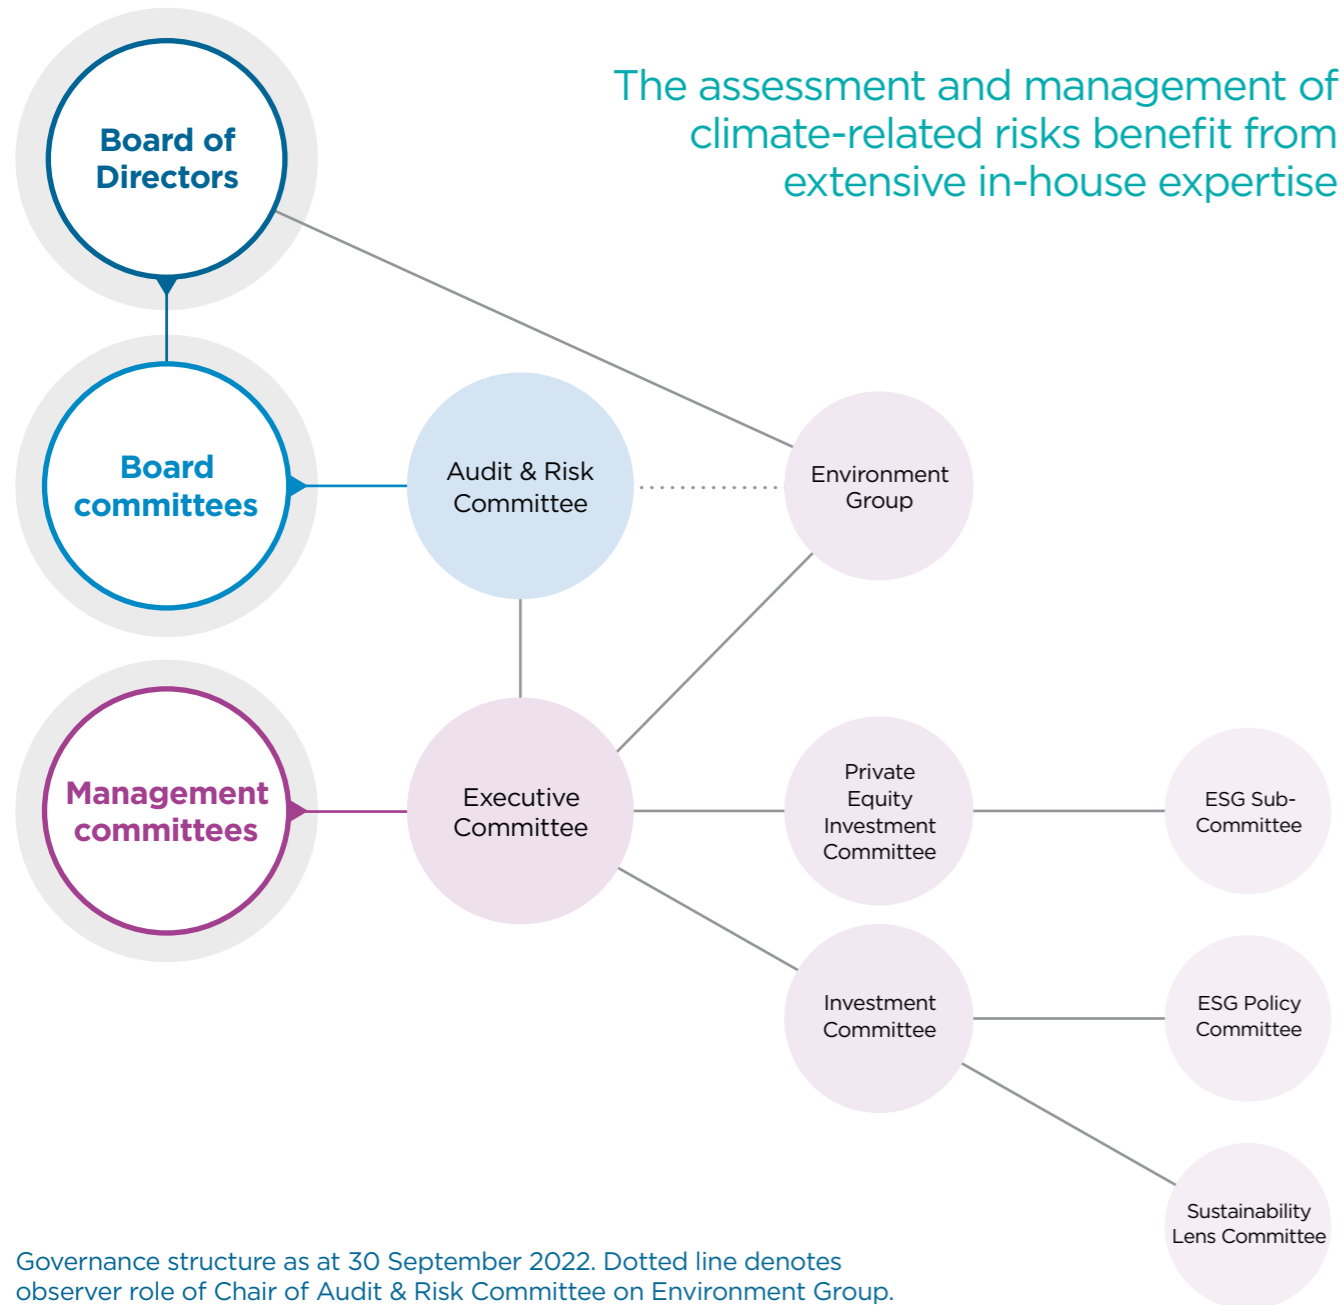 The assessment and management of
climate-related risks benefit from
extensive in-house expertise
Board of
Directors
Board
committees
Audit & Risk
Committee
Environment
Group
Management
committees
Executive
Committee
Private
Equity
Investment
Committee
ESG Sub-
Committee
Investment
Committee
ESG Policy
Committee
Sustainability
Lens Committee
Governance structure as at 30 September 2022. Dotted line denotes
observer role of Chair of Audit & Risk Committee on Environment Group.